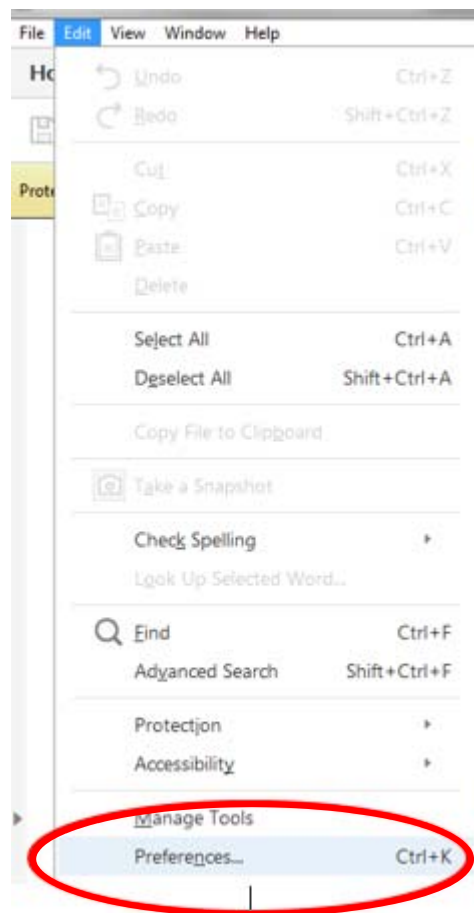 File Edit View Window Help
Ho
Undo Ctrl+Z
Redo Shift+Ctrl+Z
Prote
Cut Ctrl+X
Copy Ctrl+C
Paste Ctrl+V
Delete
Select All Ctrl+A
Deselect All Shift+Ctrl+A
Copy File to Clipboard
Take a Snapshot
Check Spelling
Look Up Selected Word...
Find Ctrl+F
Advanced Search Shift+Ctrl+F
Protection
Accessibility
Manage Tools
Preferences... Ctrl+K